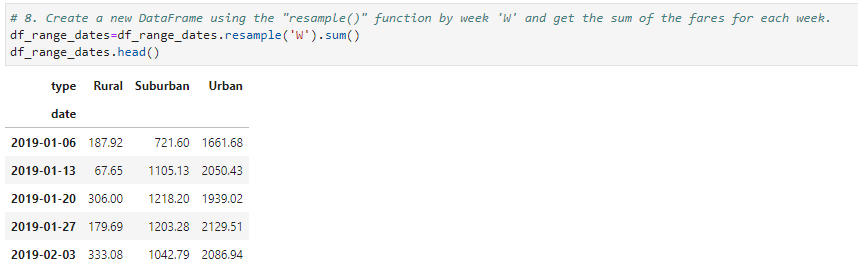 # 8. Create a new DataFrame using the "resample()" function by week 'W' and get the sum of the fares for each week.
df_range_dates=df_range_dates.resample('W').sum()
df_range_dates.head()
type Rural Suburban Urban
date
2019-01-06 187.92 721.60 1661.68
2019-01-13 67.65 1105.13 2050.43
2019-01-20 306.00 1218.20 1939.02
2019-01-27 179.69 1203.28 2129.51
2019-02-03 333.08 1042.79 2086.94